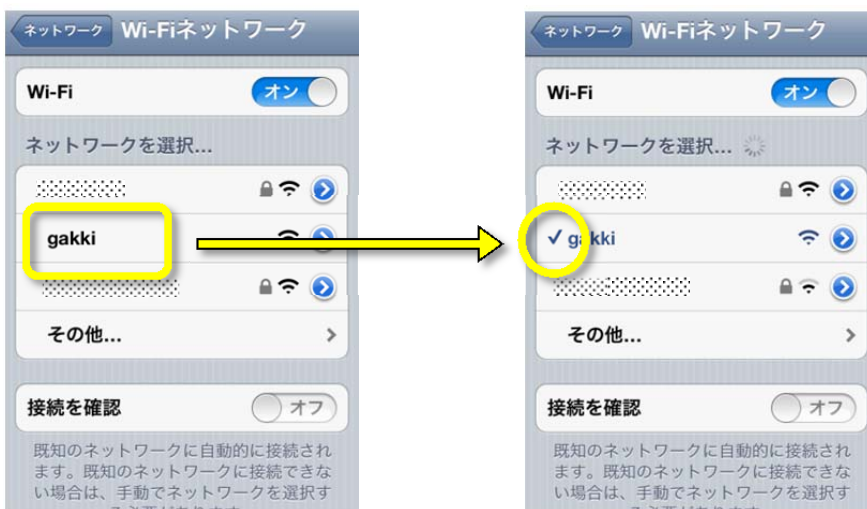 ネットワーク Wi-Fiネットワーク
Wi-Fi オン
ネットワークを選択...
gakki
その他...
接続を確認 オフ
既知のネットワークに自動的に接続され
ます。既知のネットワークに接続できな
い場合は、手動でネットワークを選択す
ネットワーク Wi-Fiネットワーク
Wi-Fi オン
ネットワークを選択...
gakki
その他...
接続を確認 オフ
既知のネットワークに自動的に接続され
ます。既知のネットワークに接続できな
い場合は、手動でネットワークを選択す